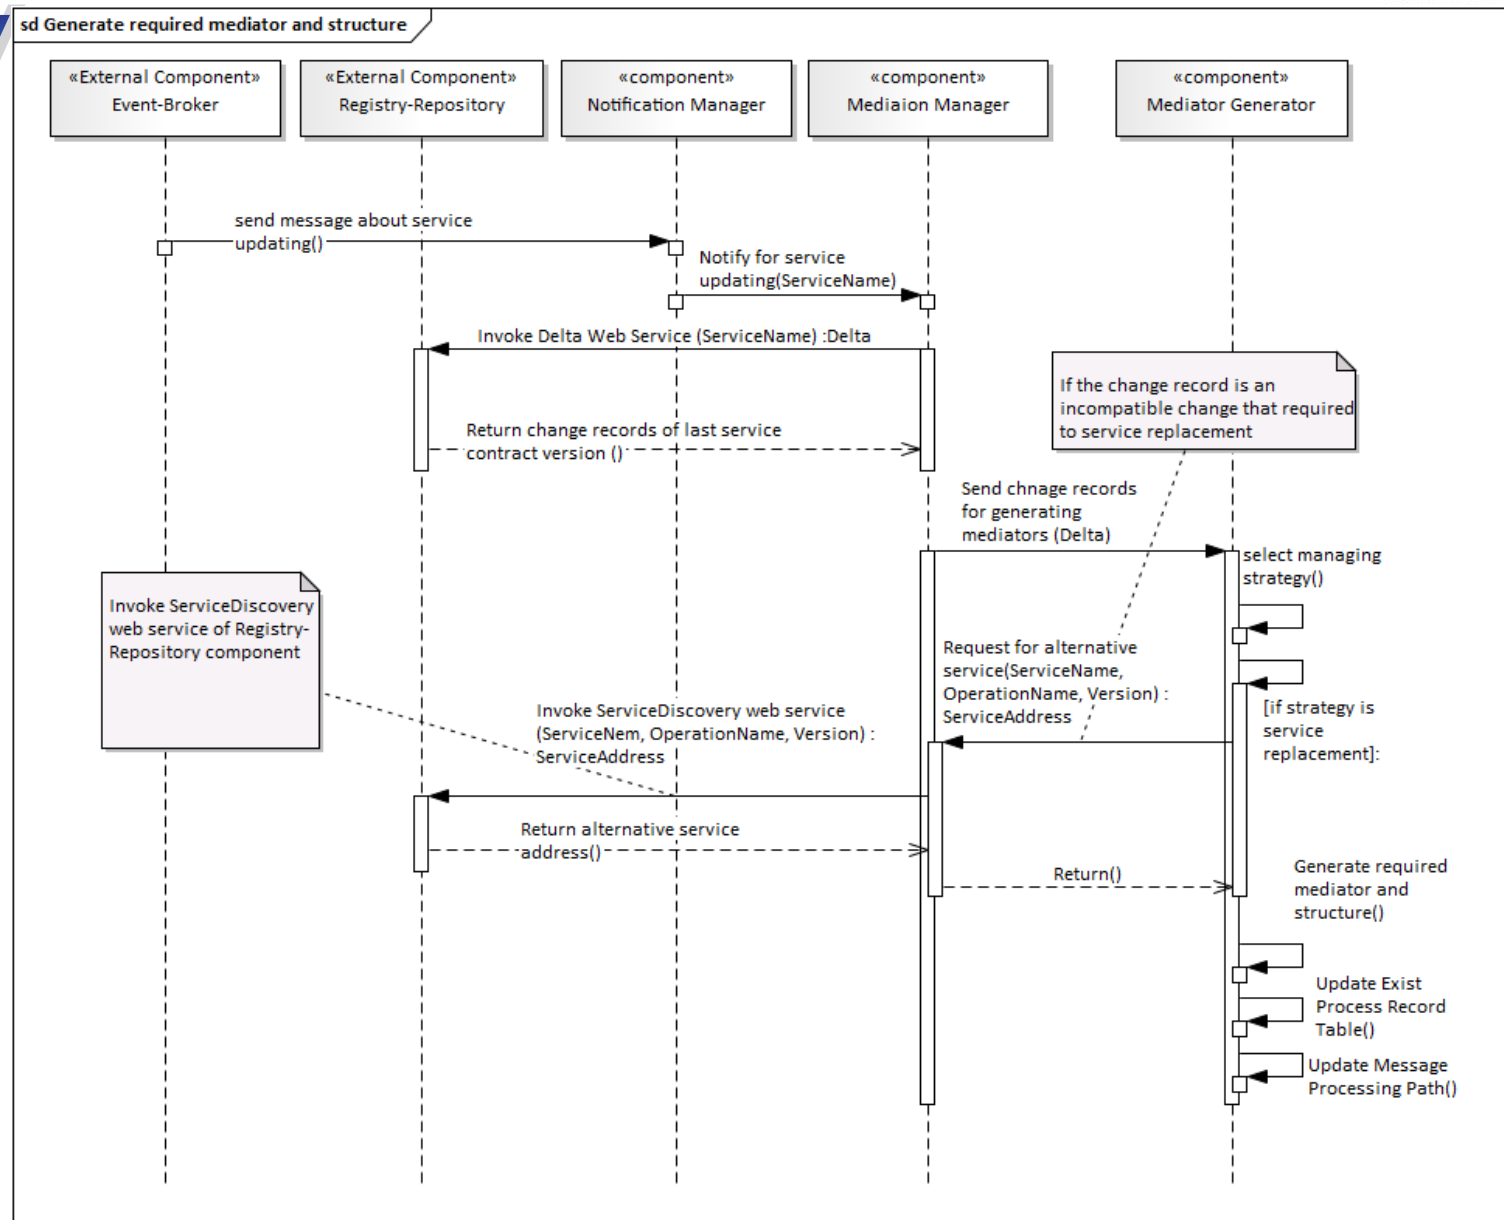 sd Generate required mediator and structure
«External Component»
Event-Broker
«External Component»
Registry-Repository
«component»
Notification Manager
«component»
Mediaion Manager
«component»
Mediator Generator
send message about service
updating()
Notify for service
updating(ServiceName)
Invoke Delta Web Service (ServiceName) :Delta
If the change record is an
incompatible change that required
to service replacement
Return change records of last service
contract version ()
Send chnage records
for generating
mediators (Delta)
select managing
strategy()
Invoke ServiceDiscovery
web service of Registry-
Repository component
Request for alternative
service(ServiceName,
OperationName, Version) :
ServiceAddress
[if strategy is
service
replacement]:
Invoke ServiceDiscovery web service
(ServiceNem, OperationName, Version) :
ServiceAddress
Return alternative service
address()
Return()
Generate required
mediator and
structure()
Update Exist
Process Record
Table()
Update Message
Processing Path()